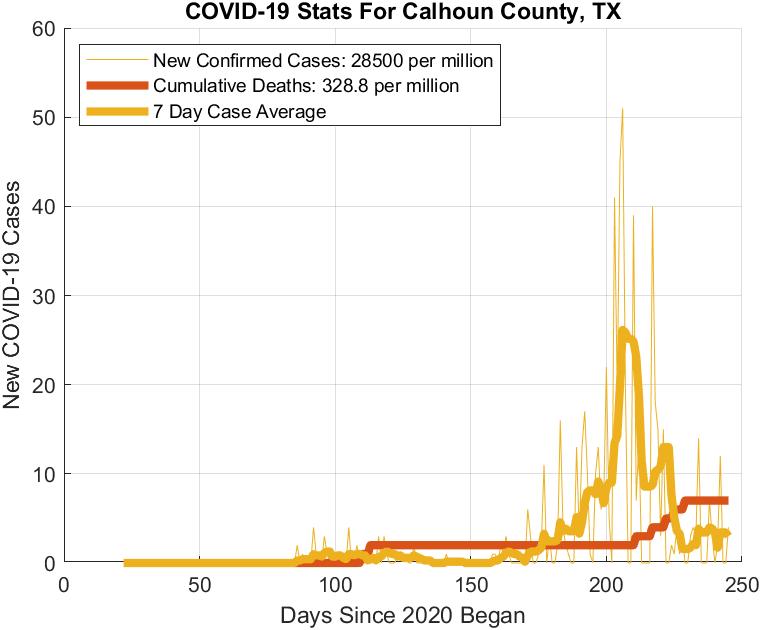 COVID-19 Stats For Calhoun County, TX
60
New Confirmed Cases: 28500 per million
Cumulative Deaths: 328.8 per million
7 Day Case Average
50
40
30
20
10
0
New COVID-19 Cases
0 50 100 150 200 250
Days Since 2020 Began